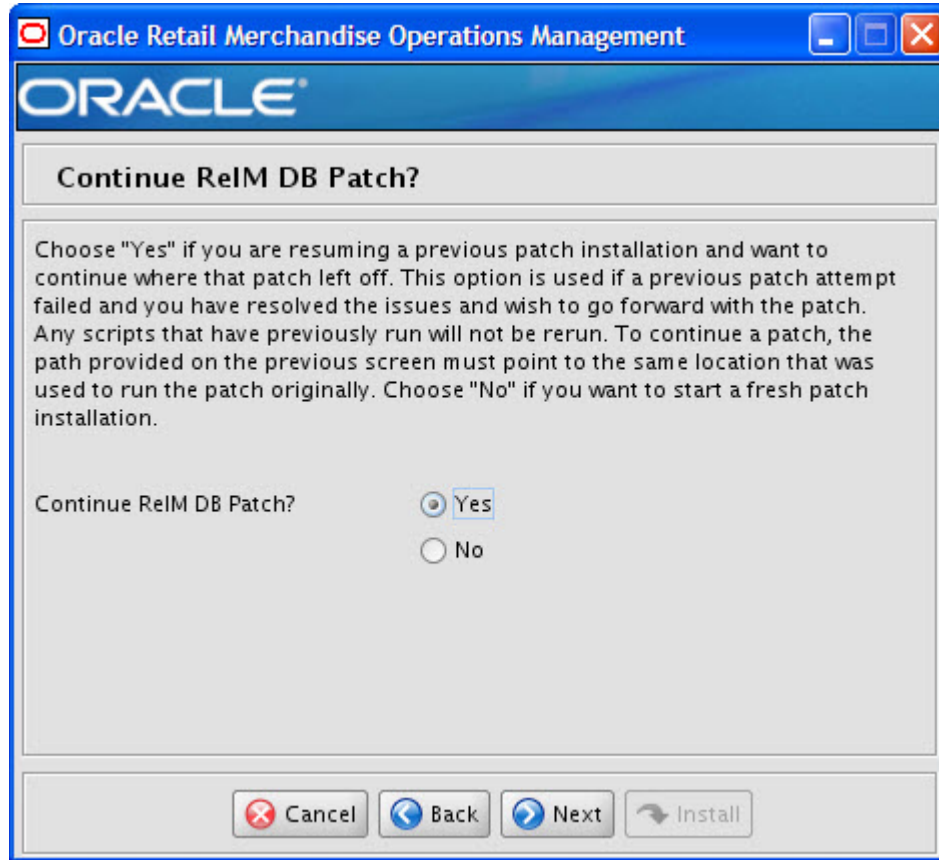 Oracle Retail Merchandise Operations Management
ORACLE®
Continue ReIM DB Patch?
Choose "Yes" if you are resuming a previous patch installation and want to
continue where that patch left off. This option is used if a previous patch attempt
failed and you have resolved the issues and wish to go forward with the patch.
Any scripts that have previously run will not be rerun. To continue a patch, the
path provided on the previous screen must point to the same location that was
used to run the patch originally. Choose "No" if you want to start a fresh patch
installation.
Continue ReIM DB Patch?
Yes
No
Cancel
Back
Next
Install